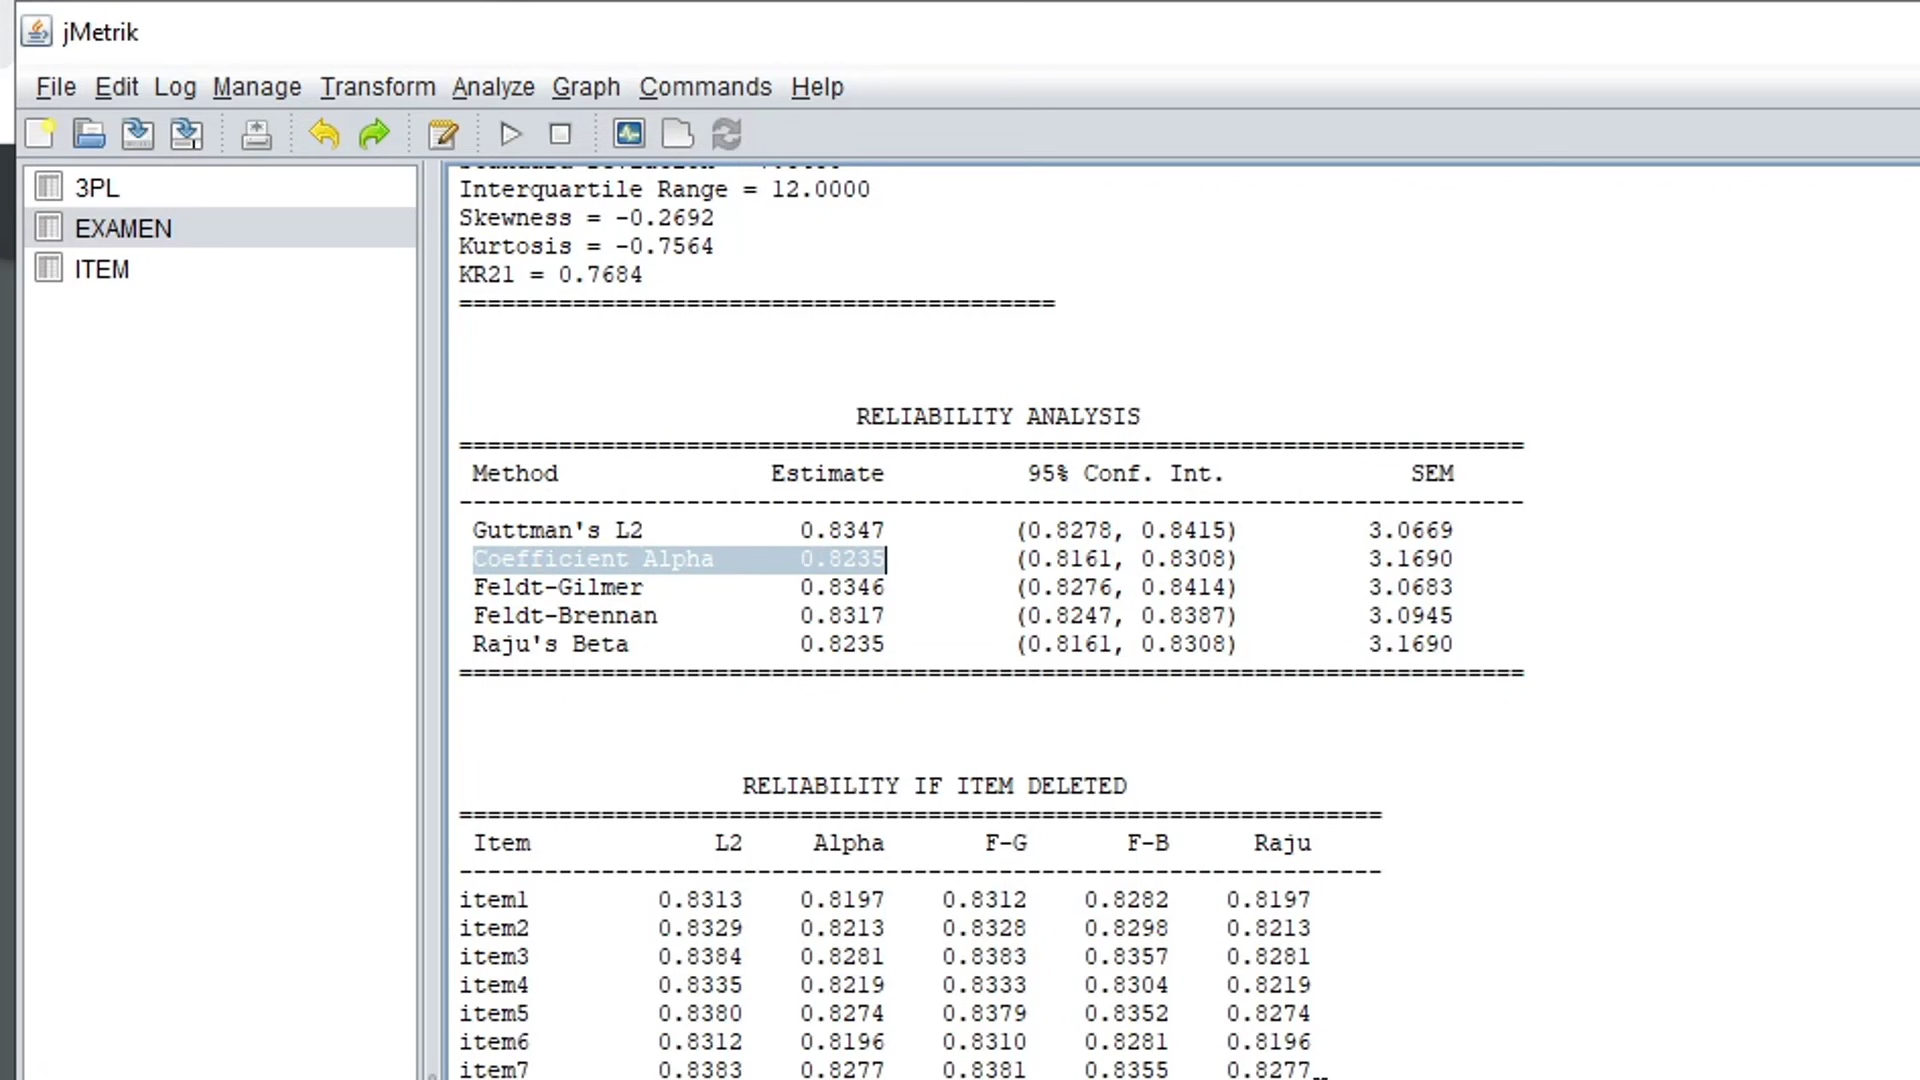 jMetrik
File Edit Log Manage Transform Analyze Graph Commands Help
3PL
EXAMEN
ITEM
Interquartile Range = 12.0000
Skewness = -0.2692
Kurtosis = -0.7564
KR21 = 0.7684
==========================================
RELIABILITY ANALYSIS
===========================================================================
Method Estimate 95% Conf. Int. SEM
---------------------------------------------------------------------------
Guttman's L2 0.8347 (0.8278, 0.8415) 3.0669
Coefficient Alpha 0.8235 (0.8161, 0.8308) 3.1690
Feldt-Gilmer 0.8346 (0.8276, 0.8414) 3.0683
Feldt-Brennan 0.8317 (0.8247, 0.8387) 3.0945
Raju's Beta 0.8235 (0.8161, 0.8308) 3.1690
===========================================================================
RELIABILITY IF ITEM DELETED
=================================================================
Item L2 Alpha F-G F-B Raju
-----------------------------------------------------------------
item1 0.8313 0.8197 0.8312 0.8282 0.8197
item2 0.8329 0.8213 0.8328 0.8298 0.8213
item3 0.8384 0.8281 0.8383 0.8357 0.8281
item4 0.8335 0.8219 0.8333 0.8304 0.8219
item5 0.8380 0.8274 0.8379 0.8352 0.8274
item6 0.8312 0.8196 0.8310 0.8281 0.8196
item7 0.8383 0.8277 0.8381 0.8355 0.8277